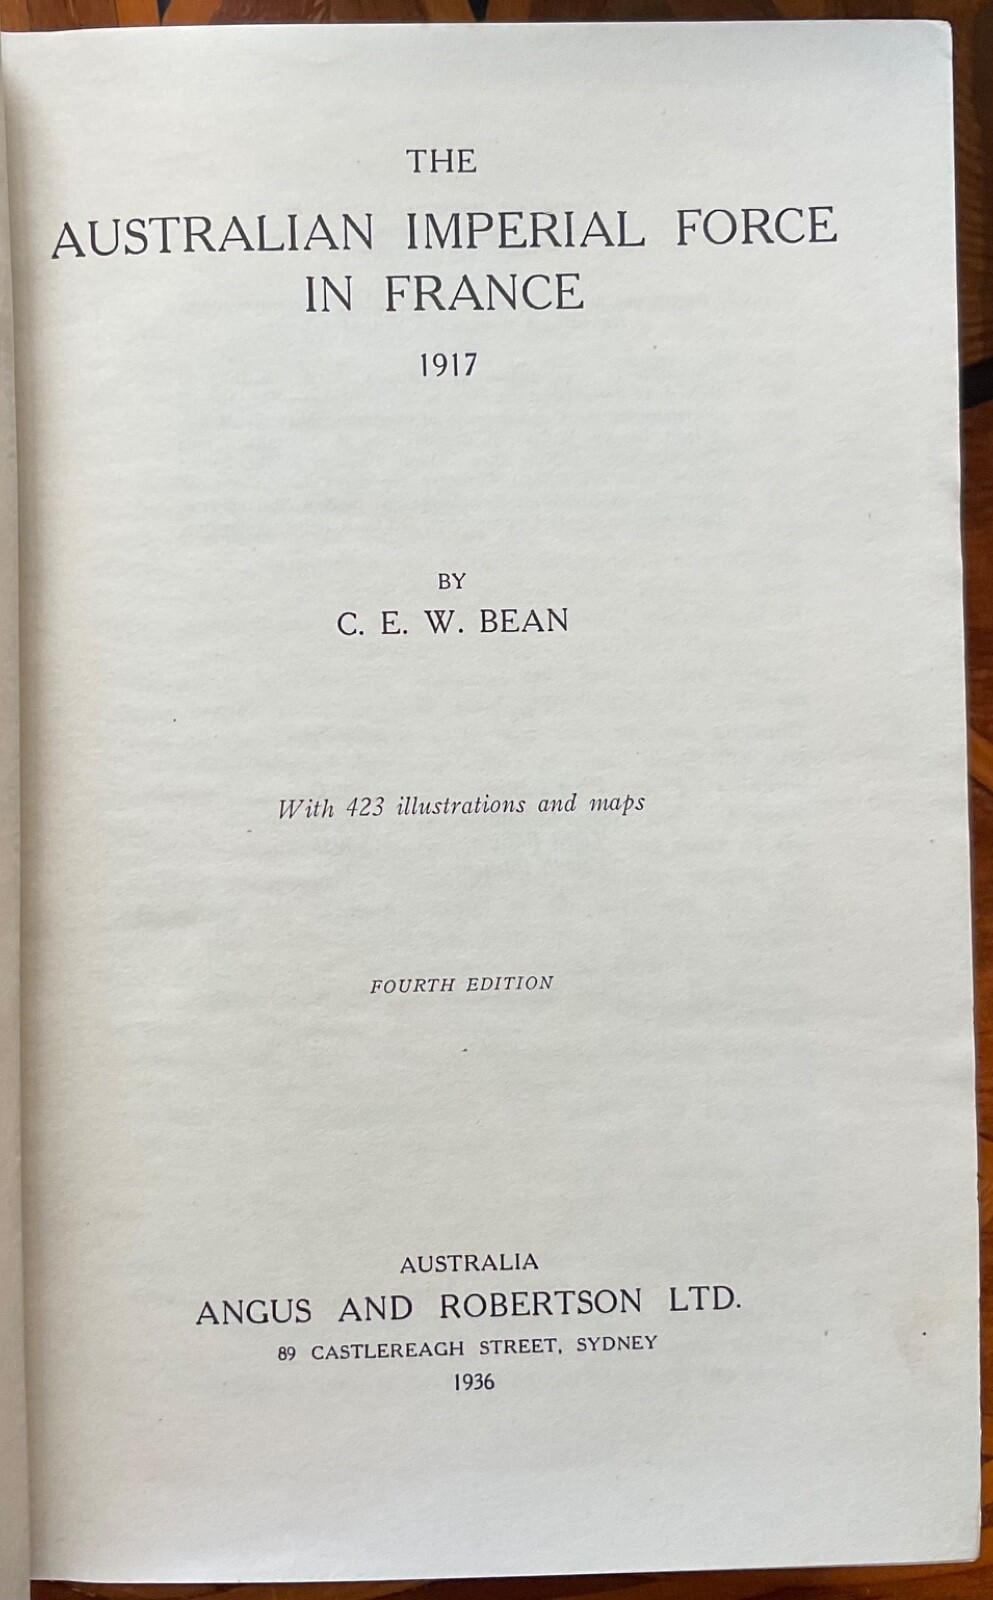 THE
AUSTRALIAN IMPERIAL FORCE
IN FRANCE
1917
BY
C. E. W. BEAN
With 423 illustrations and maps
FOURTH EDITION
AUSTRALIA
ANGUS AND ROBERTSON LTD.
89 CASTLEREAGH STREET, SYDNEY
1936